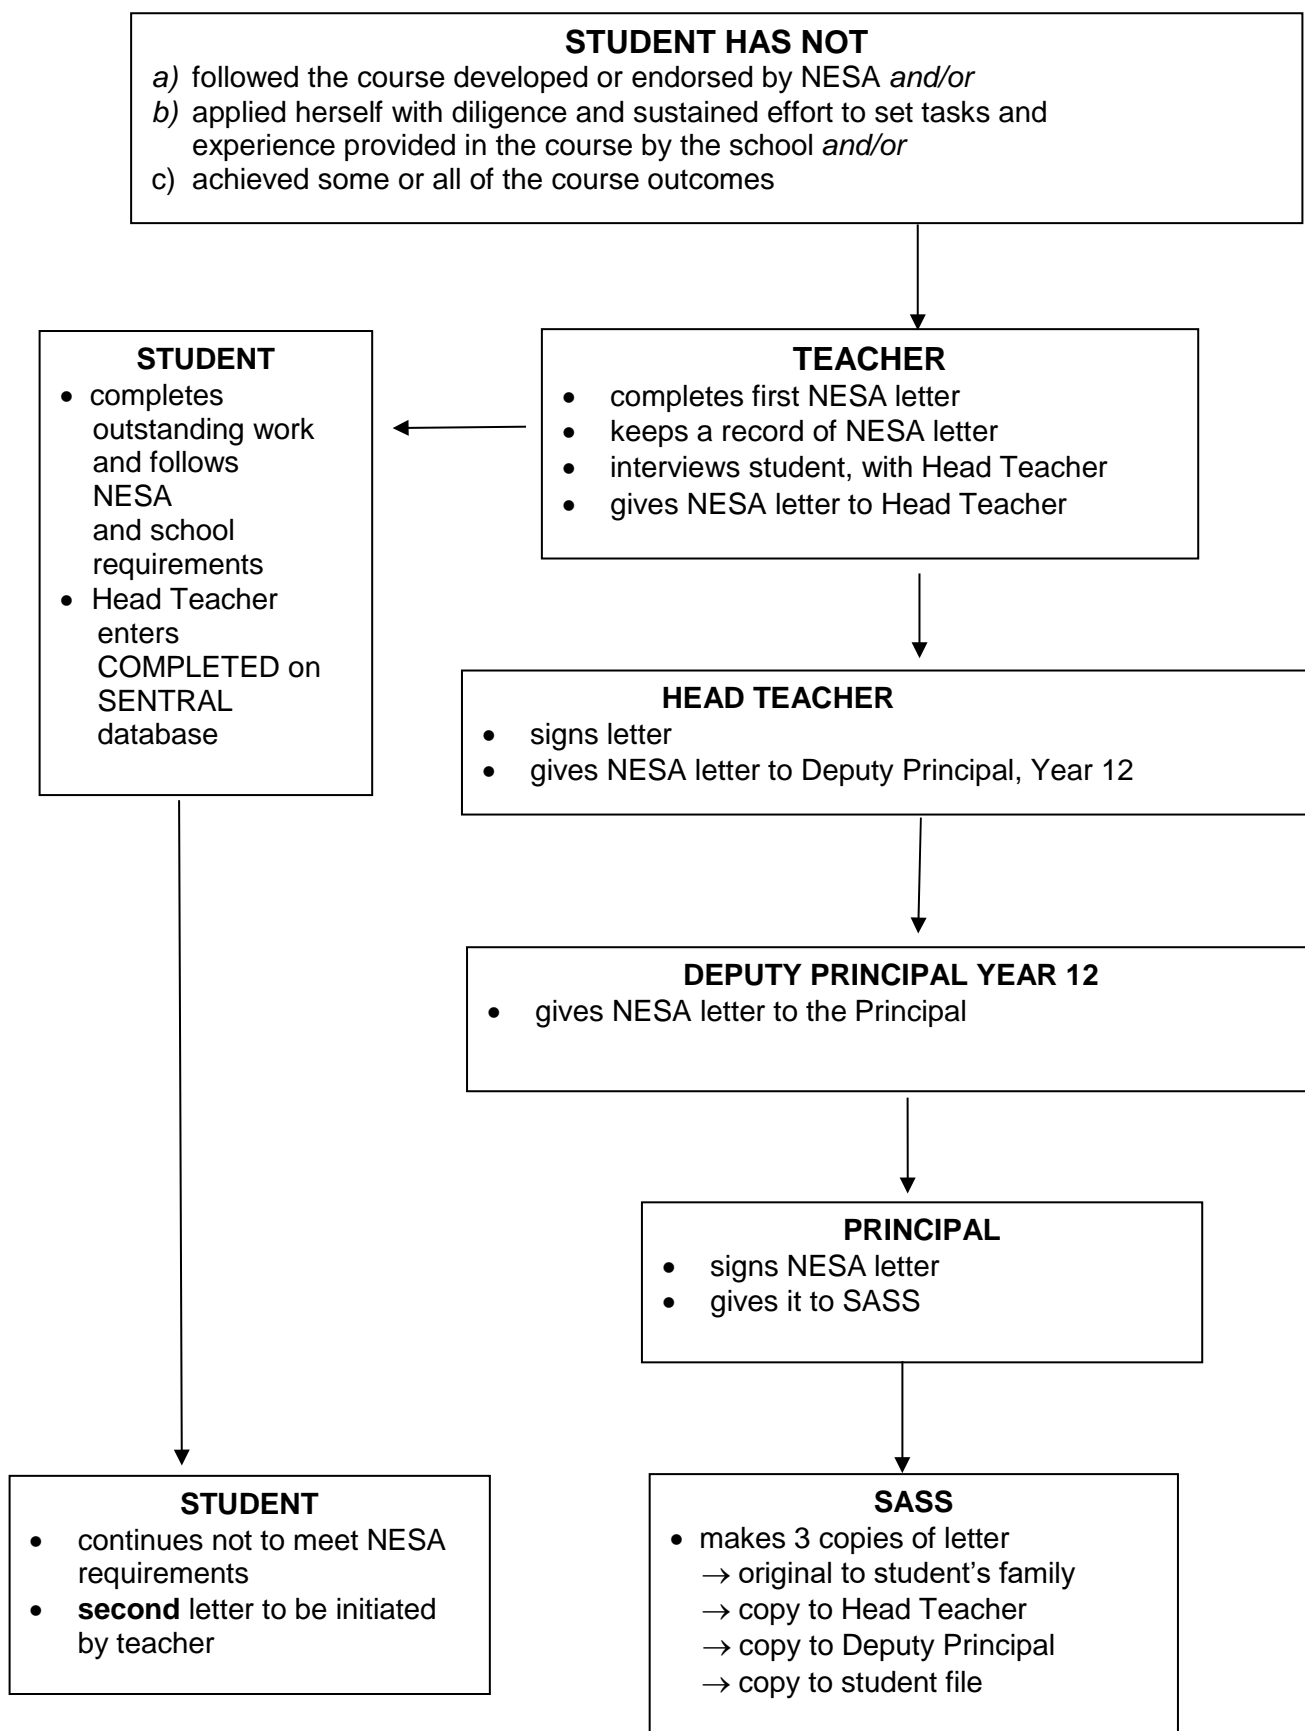 STUDENT HAS NOT
a) followed the course developed or endorsed by NESA and/or
b) applied herself with diligence and sustained effort to set tasks and
experience provided in the course by the school and/or
c) achieved some or all of the course outcomes
STUDENT
• completes
outstanding work
and follows
NESA
and school
requirements
• Head Teacher
enters
COMPLETED on
SENTRAL
database
TEACHER
• completes first NESA letter
• keeps a record of NESA letter
• interviews student, with Head Teacher
• gives NESA letter to Head Teacher
HEAD TEACHER
• signs letter
• gives NESA letter to Deputy Principal, Year 12
DEPUTY PRINCIPAL YEAR 12
• gives NESA letter to the Principal
PRINCIPAL
• signs NESA letter
• gives it to SASS
STUDENT
• continues not to meet NESA
requirements
• second letter to be initiated
by teacher
SASS
• makes 3 copies of letter
→ original to student’s family
→ copy to Head Teacher
→ copy to Deputy Principal
→ copy to student file